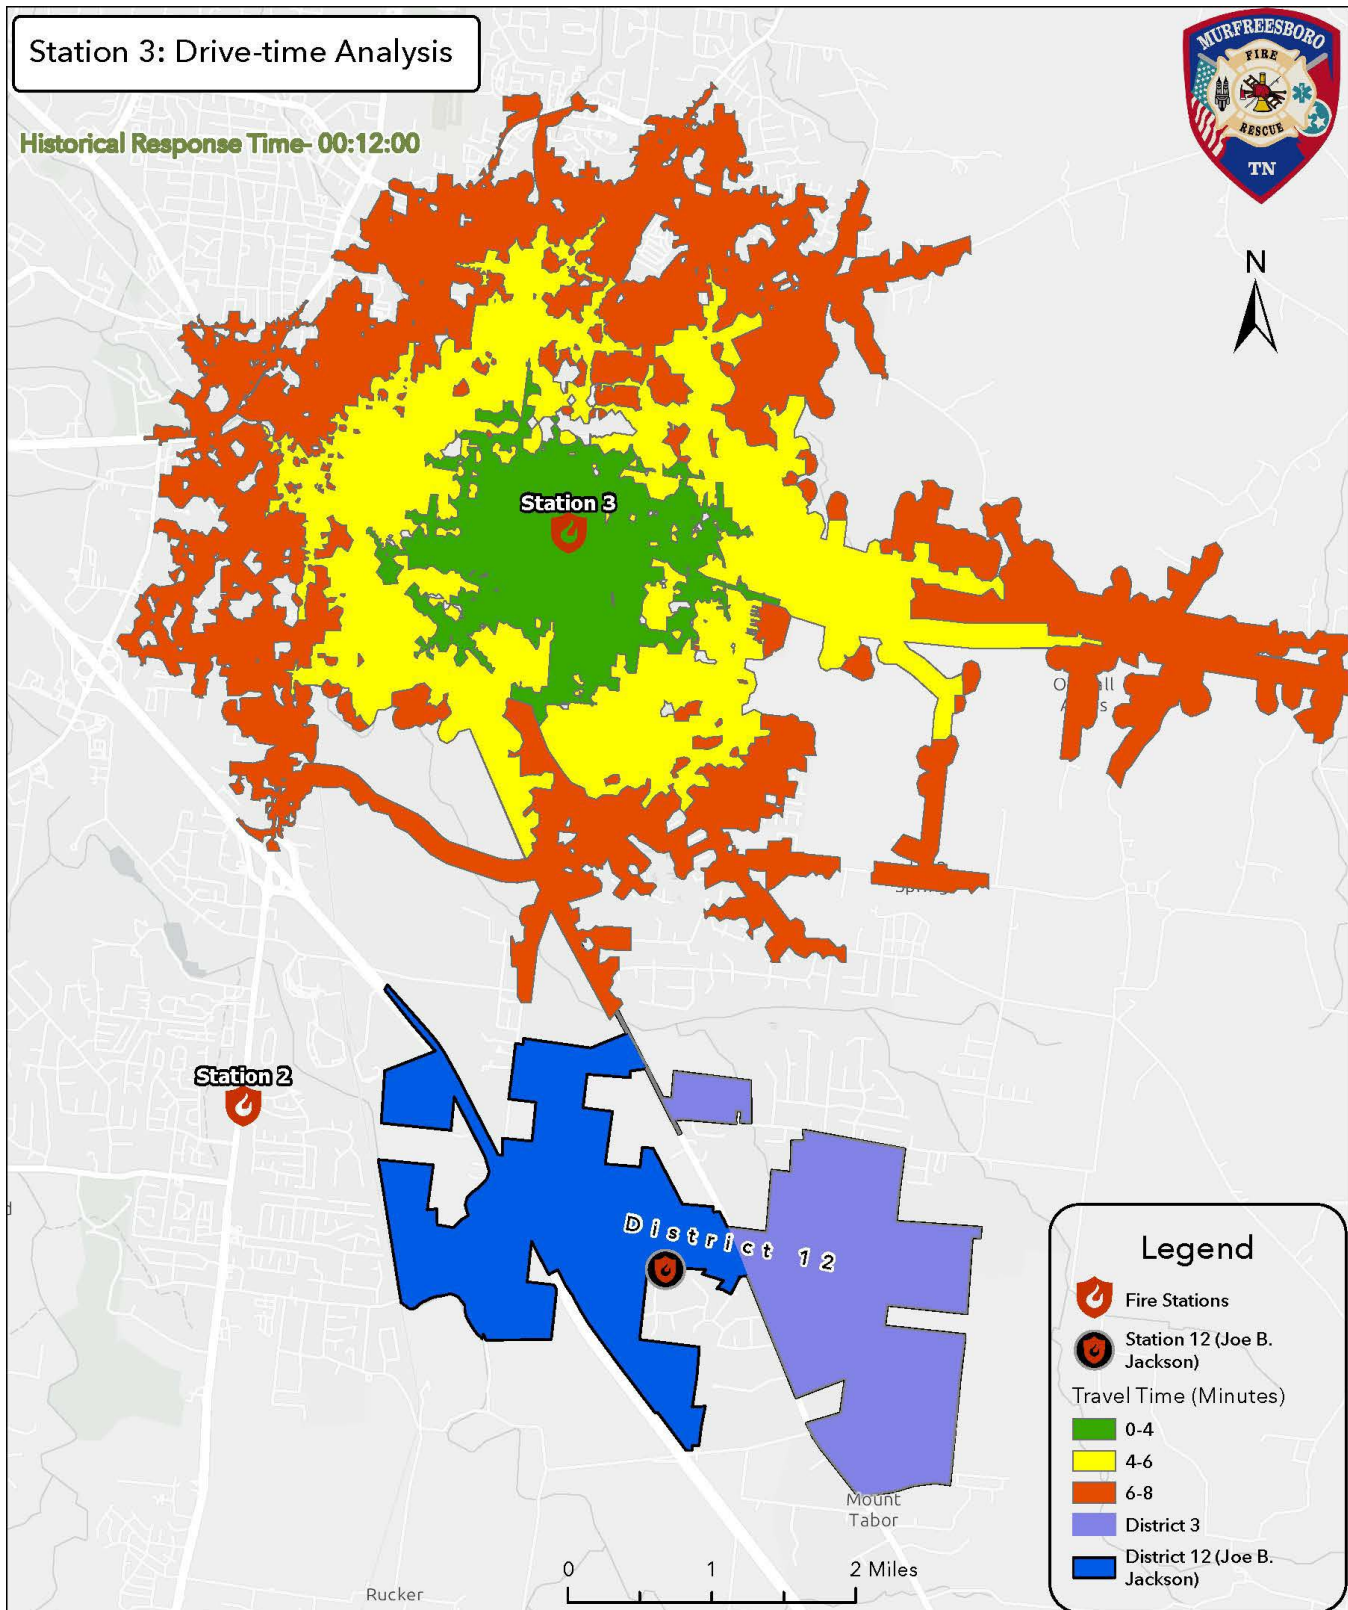 Station 3: Drive-time Analysis
Historical Response Time- 00:12:00
MURFREESBORO
FIRE
RESCUE
TN
N
Station 3
Station 2
District 12
Mount
Tabor
Rucker
0 1 2 Miles
Legend
Fire Stations
Station 12 (Joe B.
Jackson)
Travel Time (Minutes)
0-4
4-6
6-8
District 3
District 12 (Joe B.
Jackson)